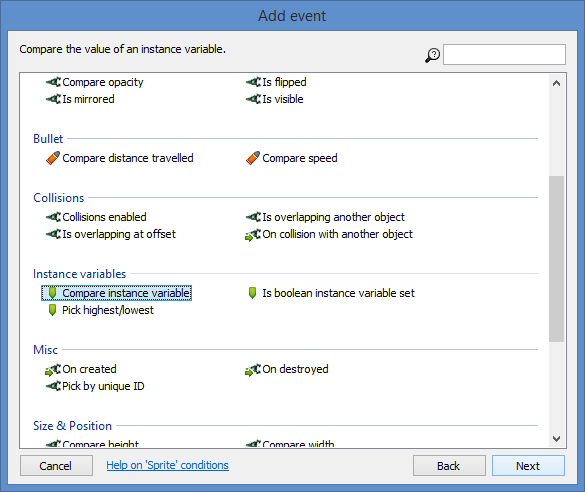 Add event
Compare the value of an instance variable.
Compare opacity Is flipped
Is mirrored Is visible
Bullet
Compare distance travelled Compare speed
Collisions
Collisions enabled Is overlapping another object
Is overlapping at offset On collision with another object
Instance variables
Compare instance variable Is boolean instance variable set
Pick highest/lowest
Misc
On created On destroyed
Pick by unique ID
Size & Position
Compare height Compare width
Cancel Help on 'Sprite' conditions Back Next